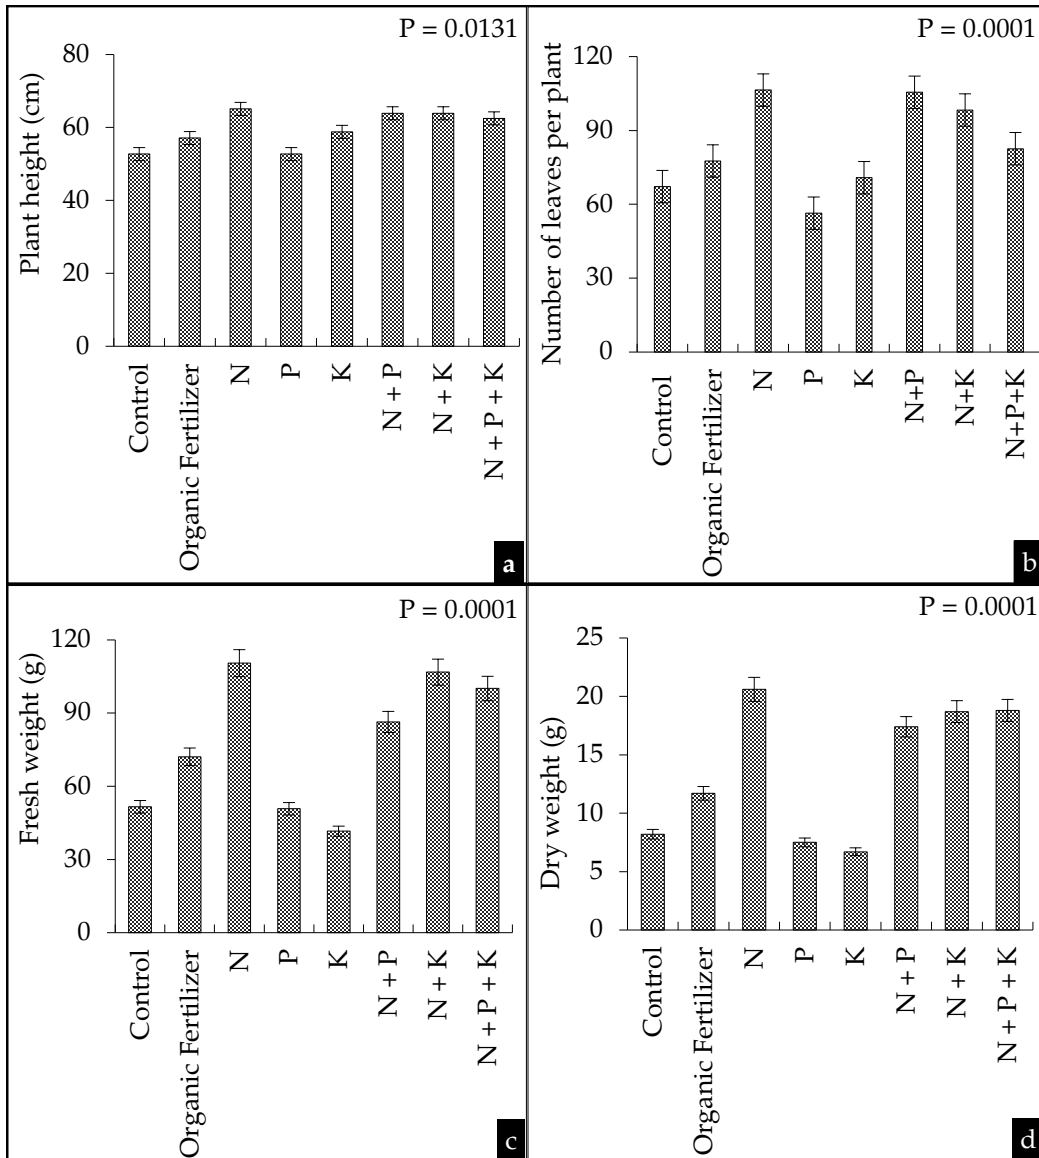 P = 0.0131
Plant height (cm)
80
60
40
20
0
Control
Organic Fertilizer
N
P
K
N + P
N + K
N + P + K
a
P = 0.0001
Number of leaves per plant
120
90
60
30
0
Control
Organic Fertilizer
N
P
K
N+P
N+K
N+P+K
b
P = 0.0001
Fresh weight (g)
120
90
60
30
0
Control
Organic Fertilizer
N
P
K
N + P
N + K
N + P + K
c
P = 0.0001
Dry weight (g)
25
20
15
10
5
0
Control
Organic Fertilizer
N
P
K
N + P
N + K
N + P + K
d